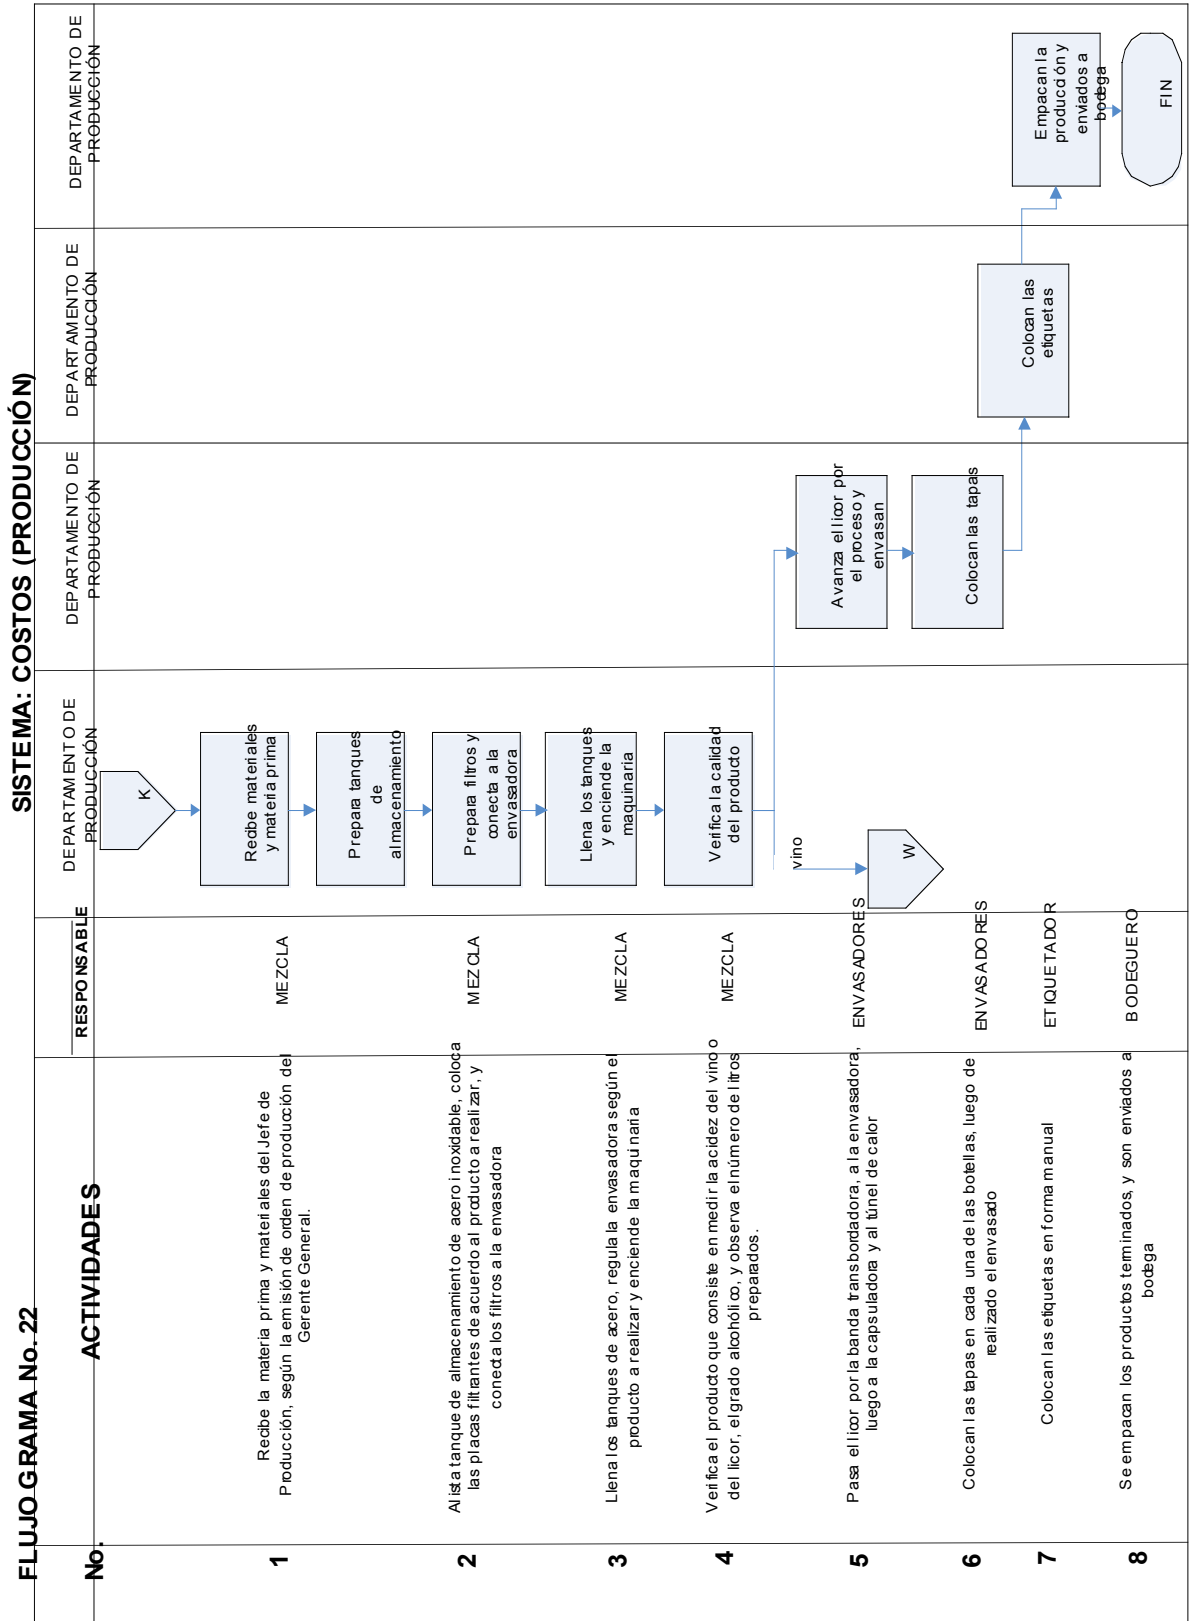 FLUJOGRAMA No. 22
SISTEMA: COSTOS (PRODUCCIÓN)
No.
ACTIVIDADES
RESPONSABLE
DEPARTAMENTO DE
PRODUCCIÓN
DEPARTAMENTO DE
PRODUCCIÓN
DEPARTAMENTO DE
PRODUCCIÓN
DEPARTAMENTO DE
PRODUCCIÓN
K
1
Recibe la materia prima y materiales del Jefe de
Producción, según la emisión de orden de producción del
Gerente General.
MEZCLA
Recibe materiales
y materia prima
Prepara tanques
de
almacenamiento
2
Alista tanque de almacenamiento de acero inoxidable, coloca
las placas filtrantes de acuerdo al producto a realizar, y
conecta los filtros a la envasadora
MEZCLA
Prepara filtros y
conecta a la
envasadora
3
Llena los tanques de acero, regula envasadora según el
producto a realizar y enciende la maquinaria
MEZCLA
Llena los tanques
y enciende la
maquinaria
4
Verifica el producto que consiste en medir la acidez del vino o
del licor, el grado alcohólico, y observa el número de litros
preparados.
MEZCLA
Verifica la calidad
del producto
vino
5
Pasa el licor por la banda transbordadora, a la envasadora,
luego a la capsuladora y al túnel de calor
ENVASADORES
W
Avanza el licor por
el proceso y
envasan
6
Colocan las tapas en cada una de las botellas, luego de
realizado el envasado
ENVASADORES
Colocan las tapas
7
Colocan las etiquetas en forma manual
ETIQUETADOR
Colocan las
etiquetas
8
Se empacan los productos terminados, y son enviados a
bodega
BODEGUERO
Empacan la
producción y
enviados a
bodega
FIN